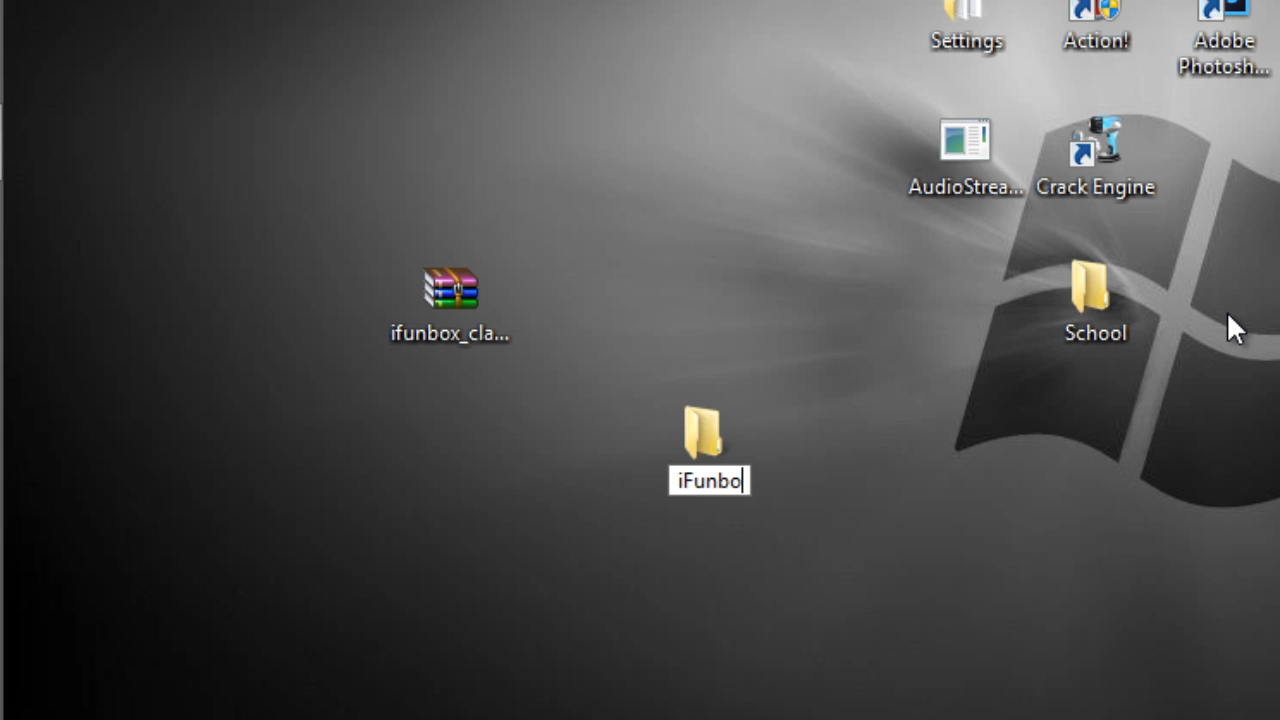 Settings
Action!
Adobe
Photosh...
AudioStrea...
Crack Engine
ifunbox_cla...
School
iFunbo